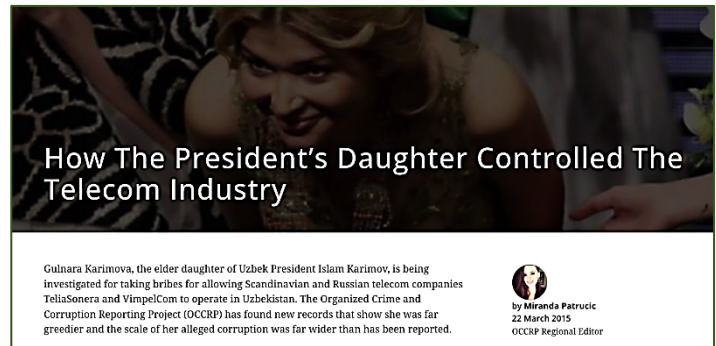 How The President's Daughter Controlled The
Telecom Industry
Gulnara Karimova, the elder daughter of Uzbek President Islam Karimov, is being
investigated for taking bribes for allowing Scandinavian and Russian telecom companies
TeliaSonera and VimpelCom to operate in Uzbekistan. The Organized Crime and
Corruption Reporting Project (OCCRP) has found new records that show she was far
greedier and the scale of her alleged corruption was far wider than has been reported.
by Miranda Patrucic
22 March 2015
OCCRP Regional Editor